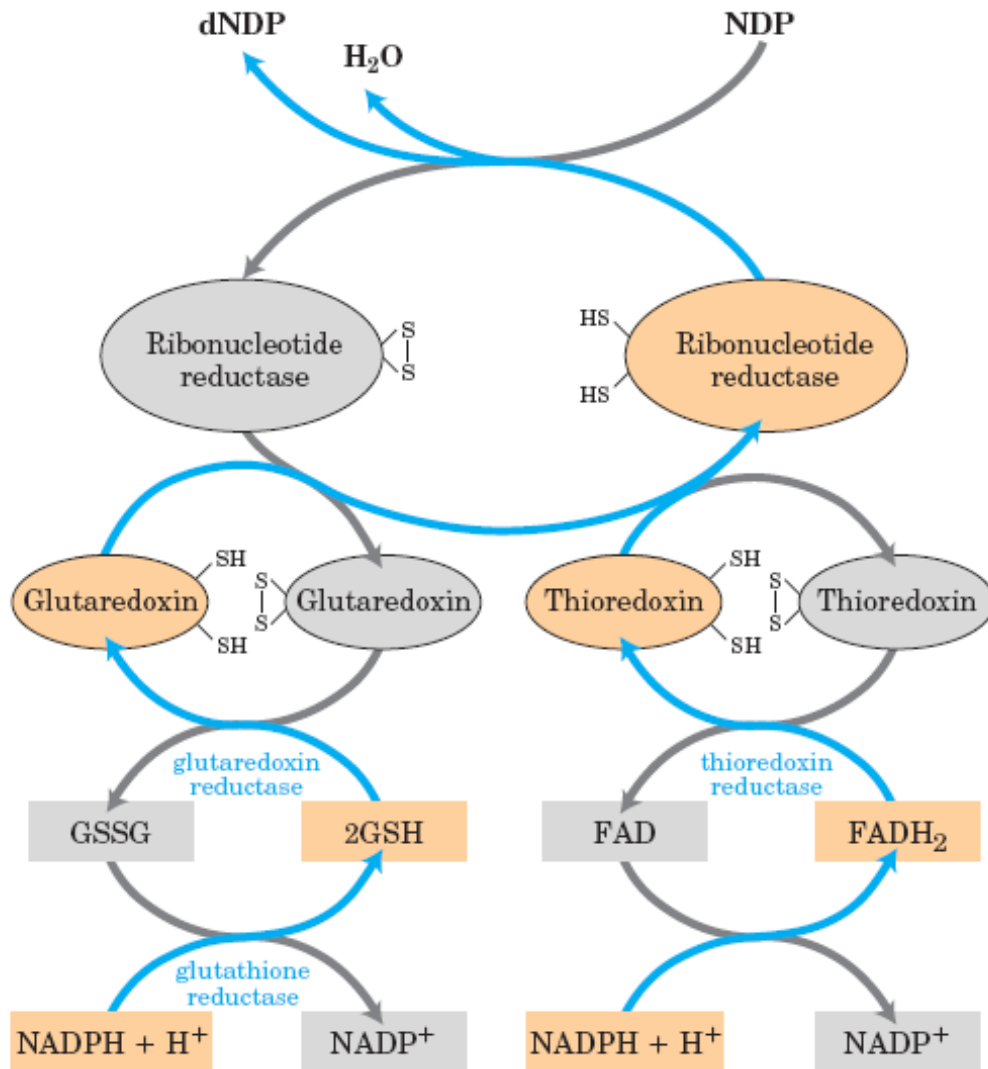 dNDP
NDP
H₂O
Ribonucleotide
reductase
S
S
HS
HS
Ribonucleotide
reductase
Glutaredoxin
SH
SH
S
S
Glutaredoxin
Thioredoxin
SH
SH
S
S
Thioredoxin
glutaredoxin
reductase
thioredoxin
reductase
GSSG
2GSH
FAD
FADH₂
glutathione
reductase
NADPH + H⁺
NADP⁺
NADPH + H⁺
NADP⁺